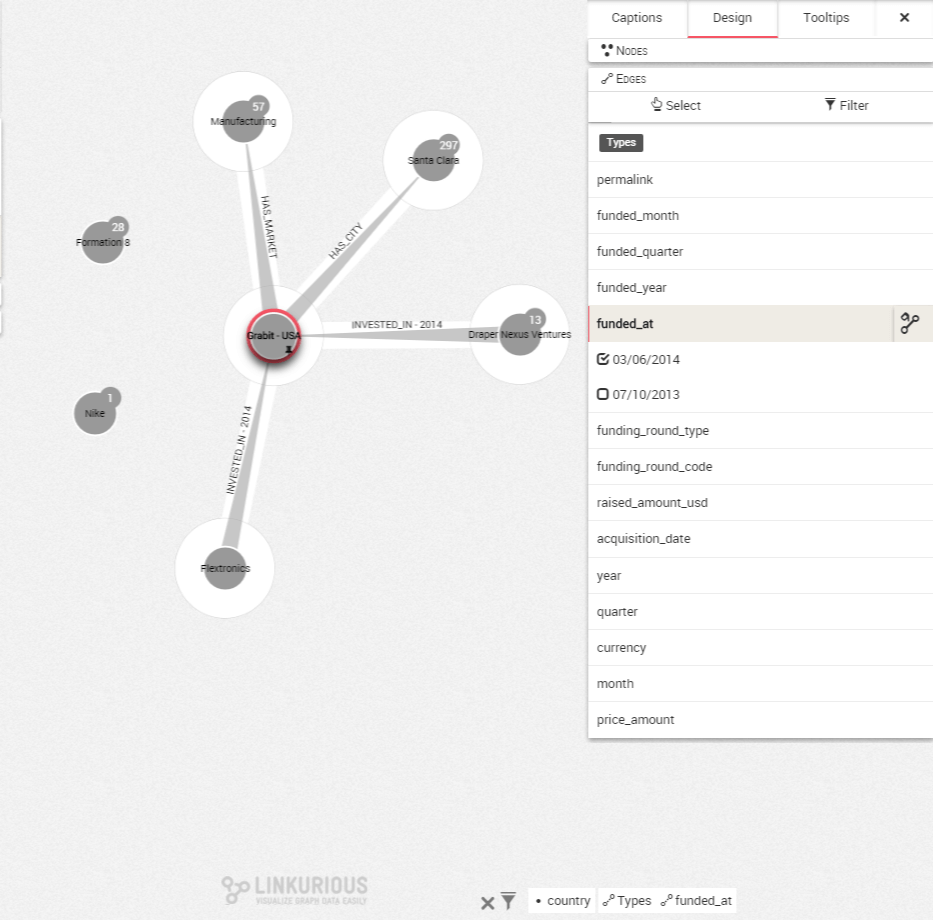 Captions
Design
Tooltips
NODES
EDGES
Select
Filter
Types
permalink
funded_month
funded_quarter
funded_year
funded_at
03/06/2014
07/10/2013
funding_round_type
funding_round_code
raised_amount_usd
acquisition_date
year
quarter
currency
month
price_amount
57
Manufacturing
297
Santa Clara
28
Formation 8
HAS_MARKET
HAS_CITY
INVESTED_IN - 2014
13
Draper Nexus Ventures
Grabit - USA
1
Nike
INVESTED_IN - 2014
Flextronics
LINKURIOUS
VISUALIZE GRAPH DATA EASILY
country
Types
funded_at